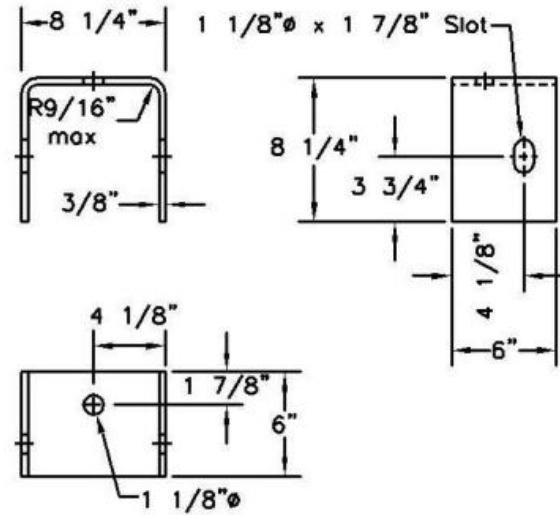 8 1/4"
1 1/8"ø x 1 7/8" Slot
R9/16"
max
8 1/4"
3 3/4"
3/8"
4 1/8"
6"
4 1/8"
1 7/8"
6"
1 1/8"ø